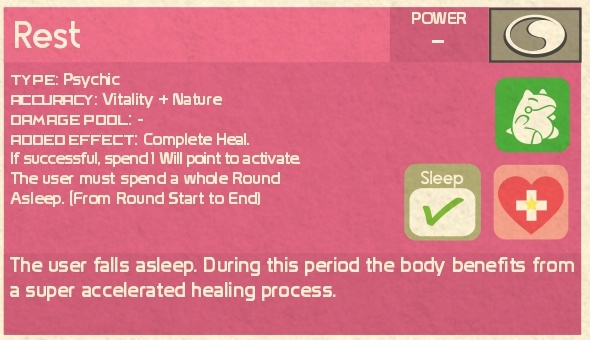 Rest
POWER
–
TYPE: Psychic
ACCURACY: Vitality + Nature
DAMAGE POOL: -
ADDED EFFECT: Complete Heal.
If successful, spend 1 Will point to activate.
The user must spend a whole Round
Asleep. (From Round Start to End)
Sleep
The user falls asleep. During this period the body benefits from
a super accelerated healing process.